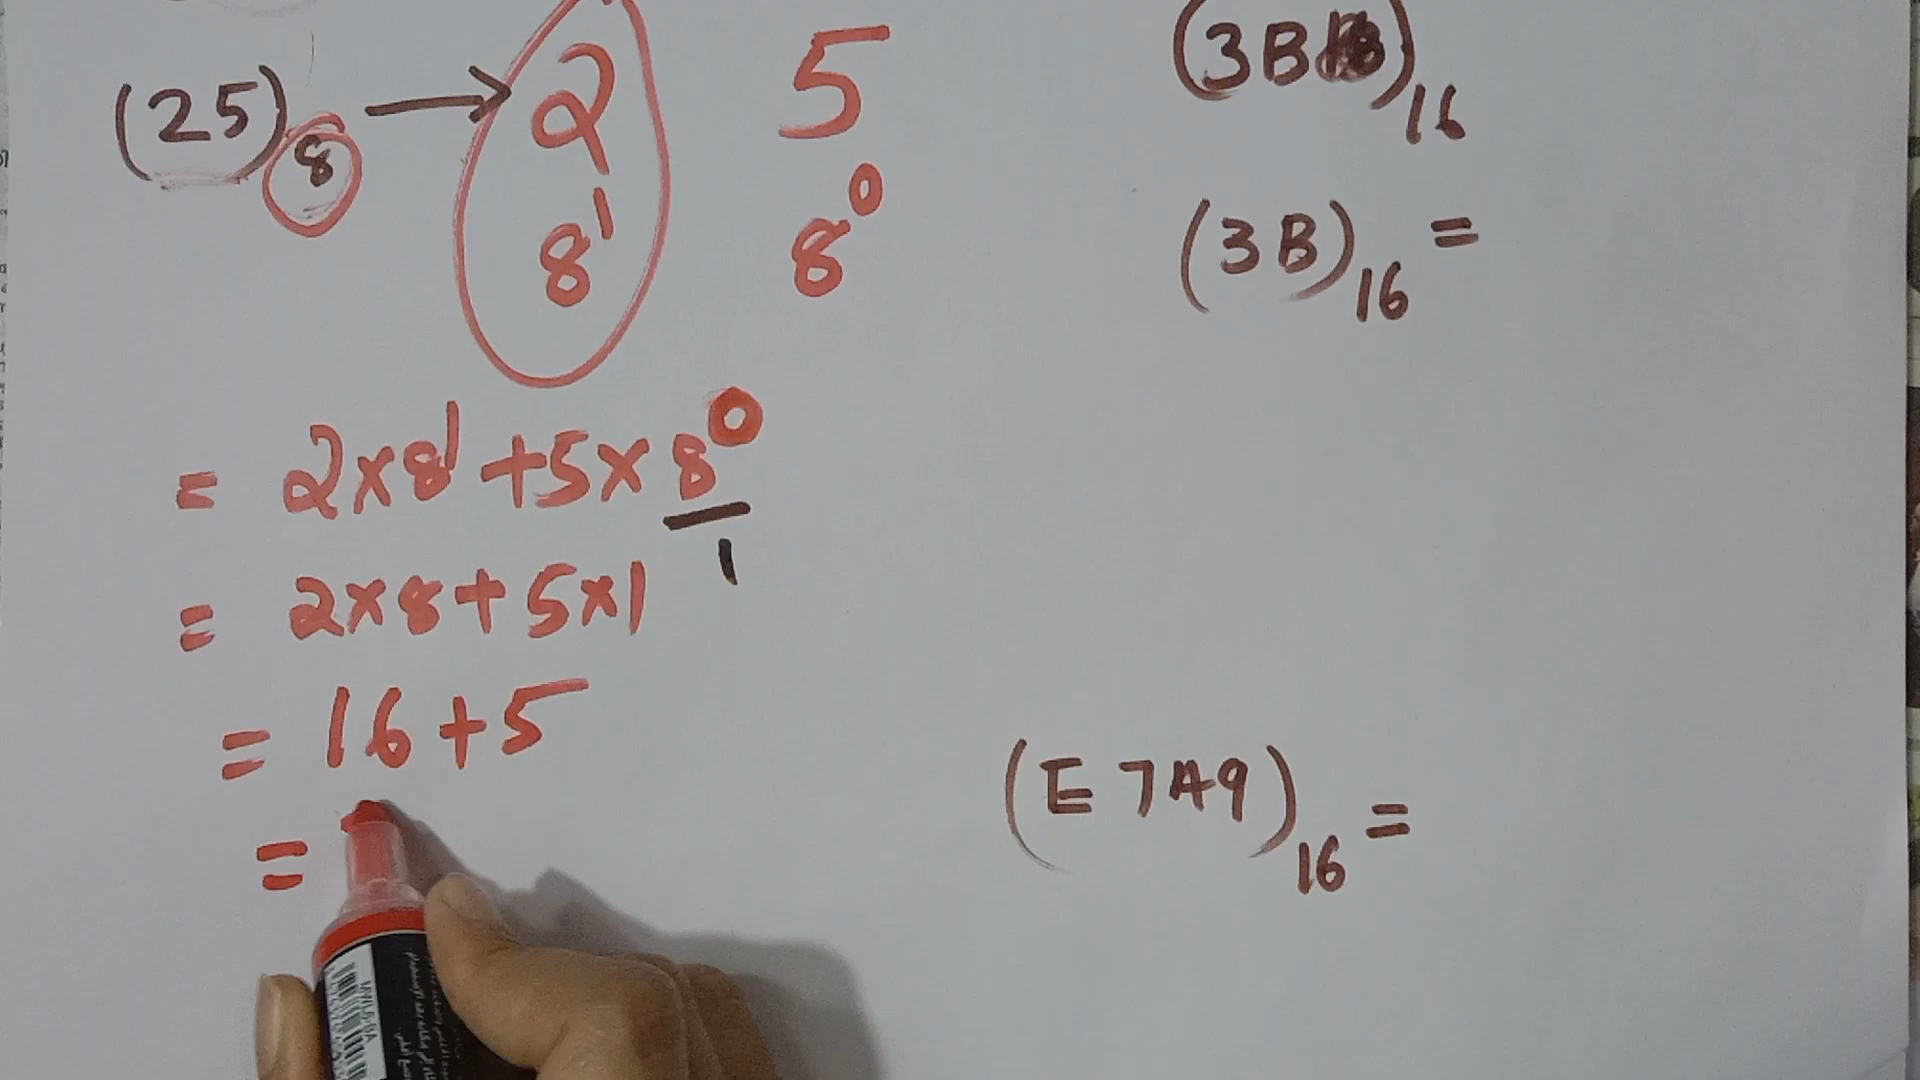 (25)₈ → 2 5
8¹ 8⁰
= 2×8¹ + 5×8⁰
1
= 2×8 + 5×1
= 16 + 5
=
(3B)₁₆
(3B)₁₆ =
(E7A9)₁₆ =